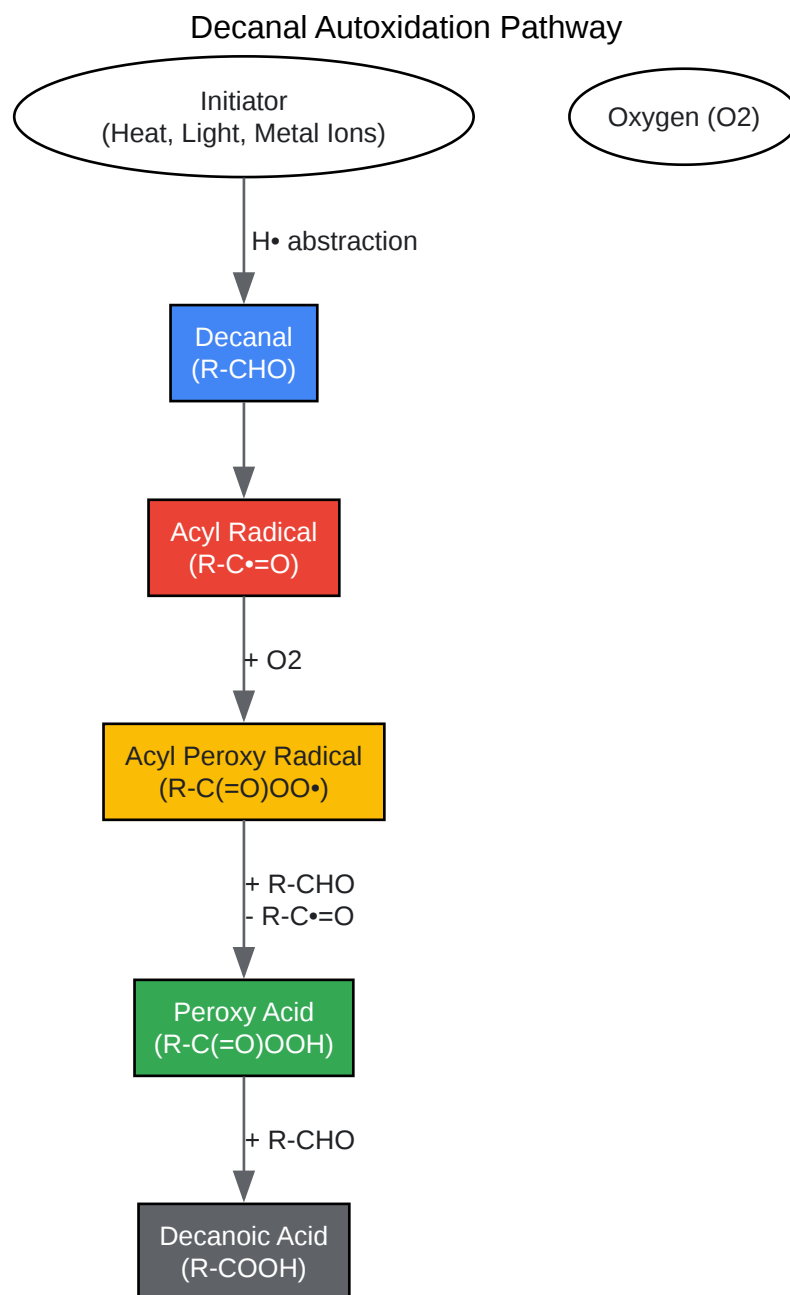 Decanal Autoxidation Pathway
Initiator
(Heat, Light, Metal Ions)
Oxygen (O2)
H• abstraction
Decanal
(R-CHO)
Acyl Radical
(R-C•=O)
+ O2
Acyl Peroxy Radical
(R-C(=O)OO•)
+ R-CHO
- R-C•=O
Peroxy Acid
(R-C(=O)OOH)
+ R-CHO
Decanoic Acid
(R-COOH)